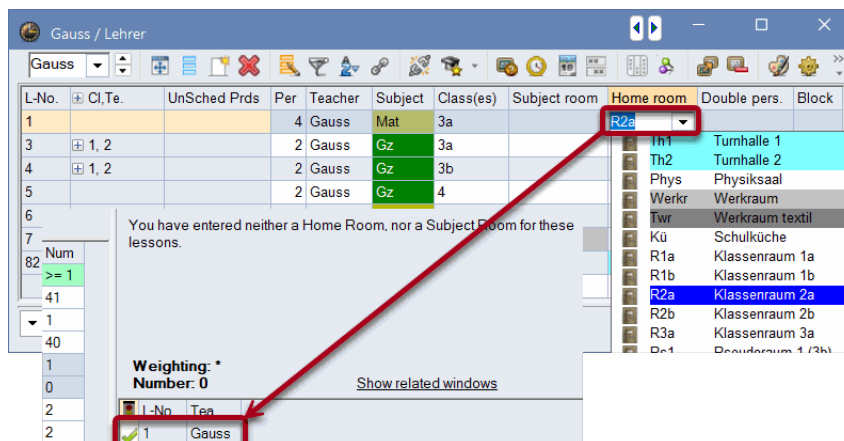 Gauss / Lehrer
Gauss
L-No. Cl,Te. UnSched Prds Per Teacher Subject Class(es) Subject room Home room Double pers. Block
1 4 Gauss Mat 3a R2a
3 1, 2 2 Gauss Gz 3a
4 1, 2 2 Gauss Gz 3b
5 2 Gauss Gz 4
6
7
82
Th1 Turnhalle 1
Th2 Turnhalle 2
Phys Physiksaal
Werkr Werkraum
Twr Werkraum textil
Kü Schulküche
R1a Klassenraum 1a
R1b Klassenraum 1b
R2a Klassenraum 2a
R2b Klassenraum 2b
R3a Klassenraum 3a
Ps1 Pseudoraum 1 (3b)
You have entered neither a Home Room, nor a Subject Room for these
lessons.
Num
>= 1
41
1
40
1
0
2
2
Weighting: *
Number: 0
Show related windows
L-No Tea
1 Gauss